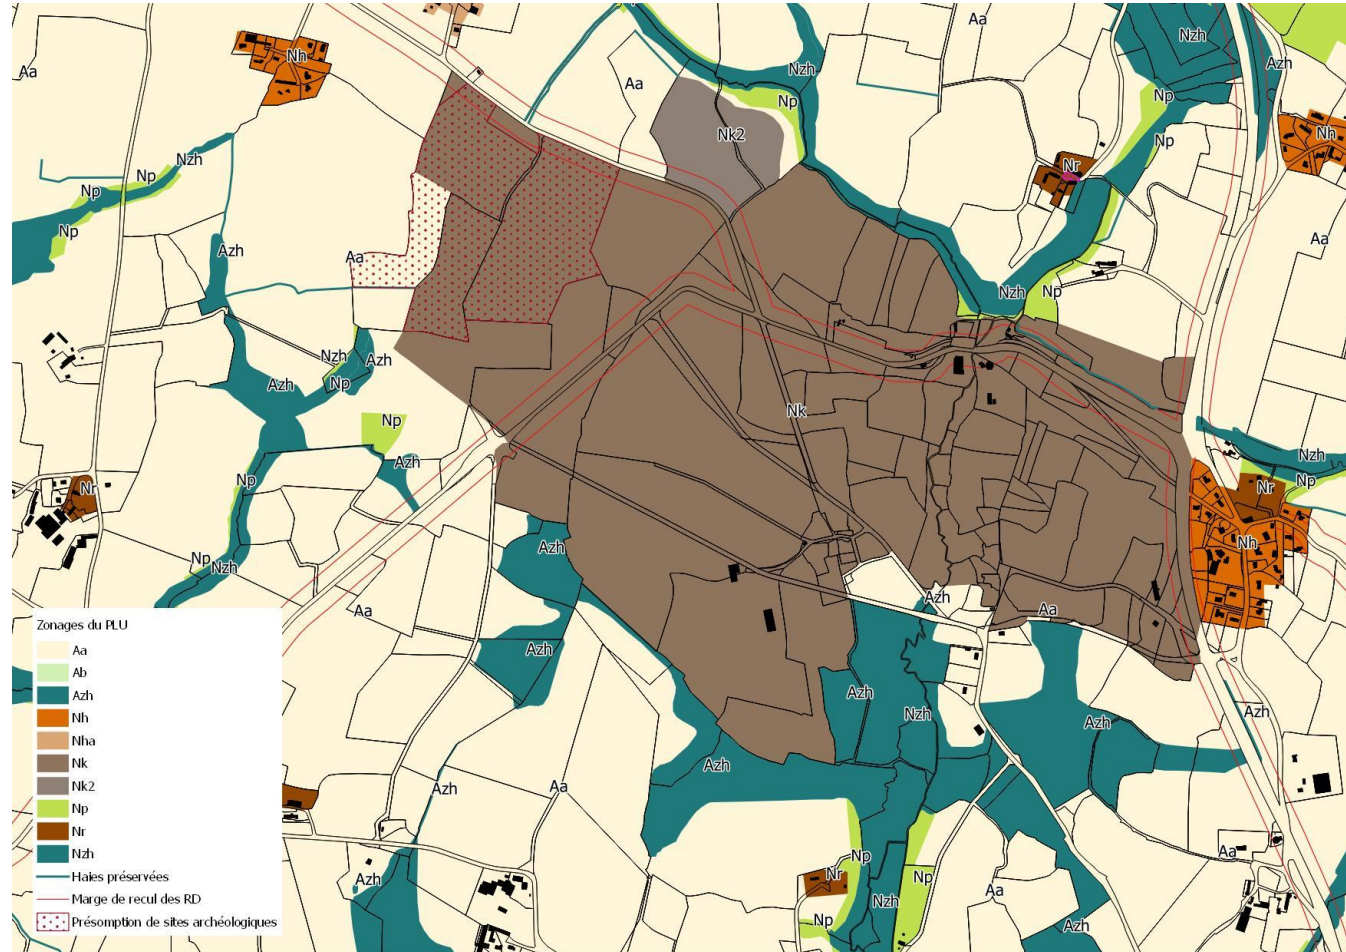 Aa
Nh
Aa
Nzh
Azh
Aa
Nzh
Np
Nk2
Np
Nh
Nzh
Np
Np
Np
Nr
Np
Aa
Azh
Aa
Nzh
Np
Nzh
Azh
Np
Azh
Np
Nk
Azh
Np
Nzh
Nr
Nr
Np
Nh
Azh
Np
Nzh
Azh
Aa
Aa
Azh
Azh
Nzh
Azh
Azh
Azh
Azh
Aa
Np
Nr
Np
Aa
Aa
Azh
Nzh
Np
Azh
Zonages du PLU
Aa
Ab
Azh
Nh
Nha
Nk
Nk2
Np
Nr
Nzh
Haies préservées
Marge de recul des RD
Présomption de sites archéologiques